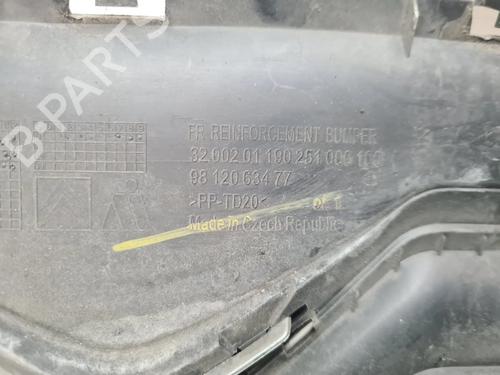 FR REINFORCEMENT BUMPER
32 002 01 190 251 000 100
98 120 634 77
>PP-TD20<
Made in Czech Republic